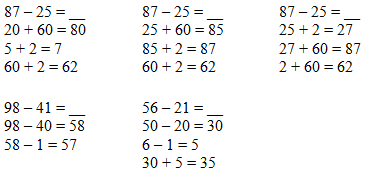 87 – 25 = __
20 + 60 = 80
5 + 2 = 7
60 + 2 = 62
87 – 25 = __
25 + 60 = 85
85 + 2 = 87
60 + 2 = 62
87 – 25 = __
25 + 2 = 27
27 + 60 = 87
2 + 60 = 62
98 – 41 = __
98 – 40 = 58
58 – 1 = 57
56 – 21 = __
50 – 20 = 30
6 – 1 = 5
30 + 5 = 35